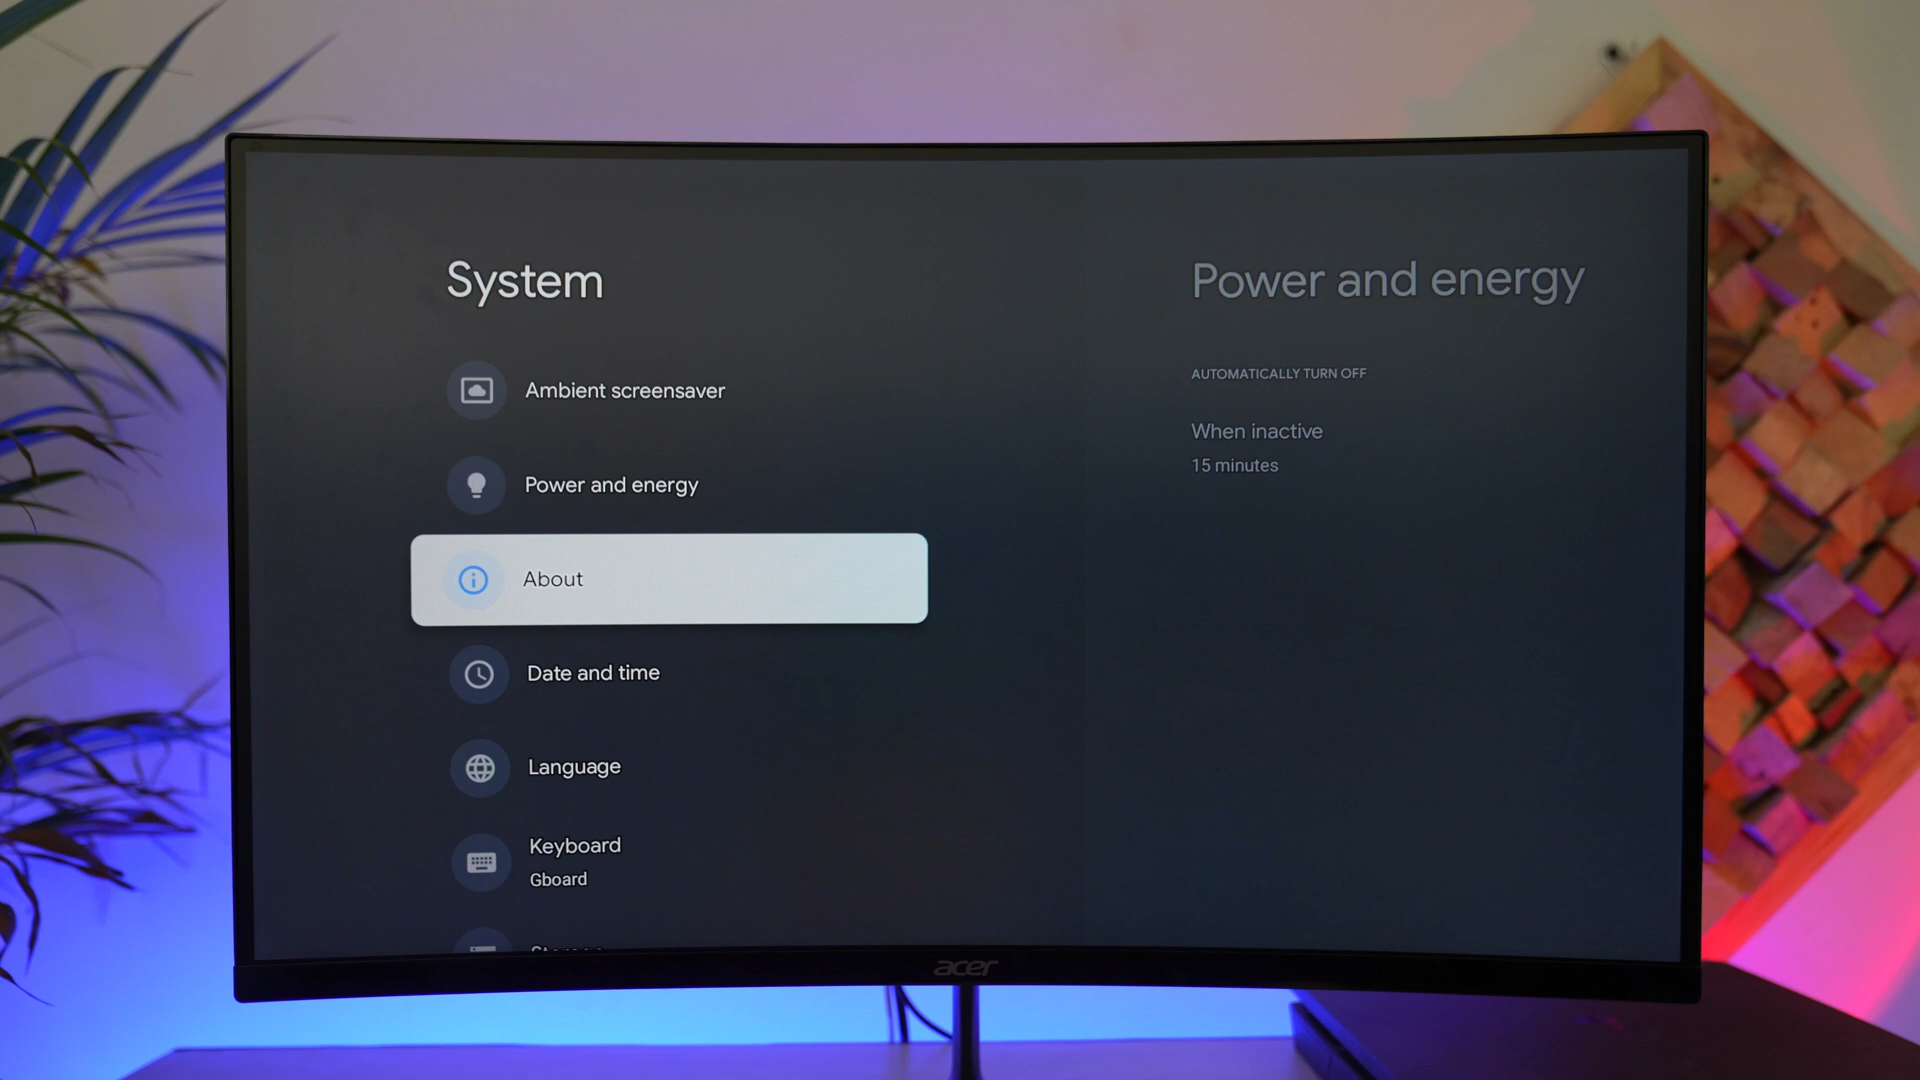 System
Ambient screensaver
Power and energy
About
Date and time
Language
Keyboard
Gboard
Power and energy
AUTOMATICALLY TURN OFF
When inactive
15 minutes
acer